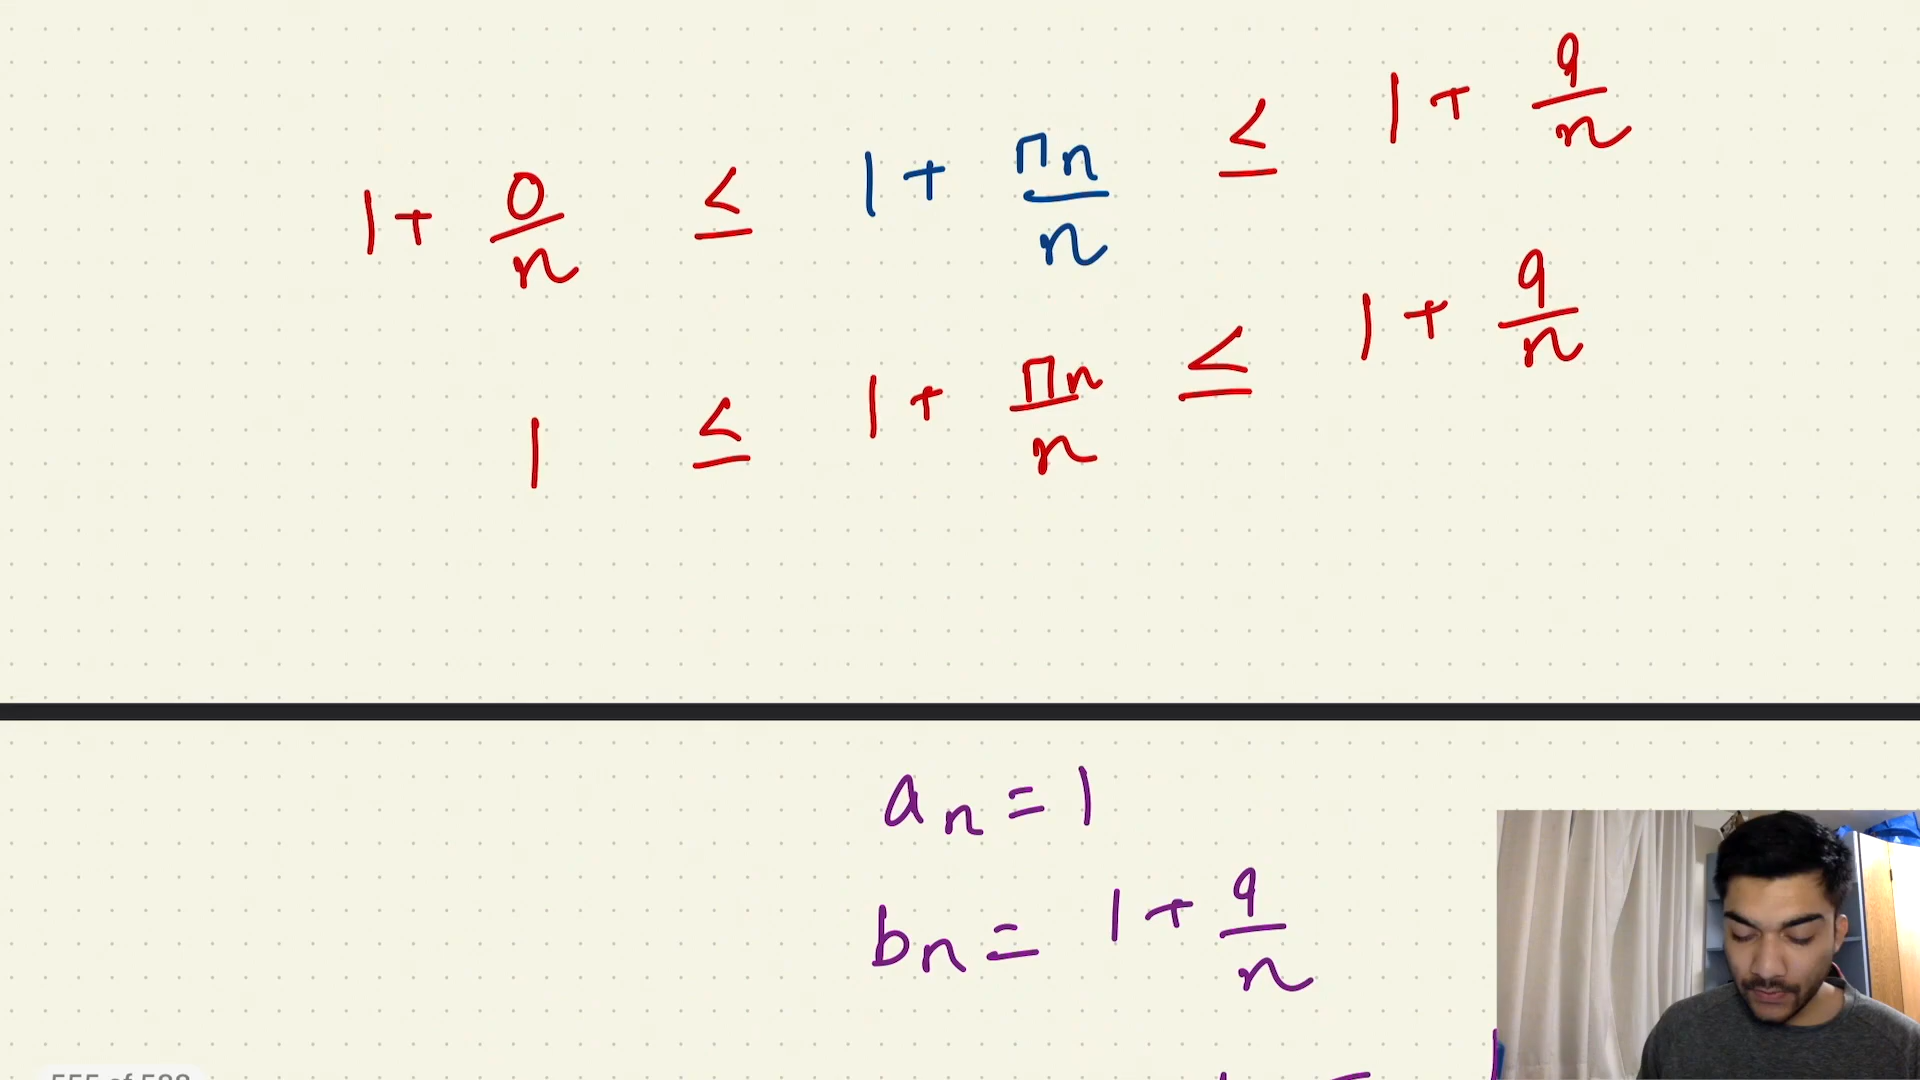 1 + 0/n ≤ 1 + Πn/n ≤ 1 + 9/n
1 ≤ 1 + Πn/n ≤ 1 + 9/n
an = 1
bn = 1 + 9/n